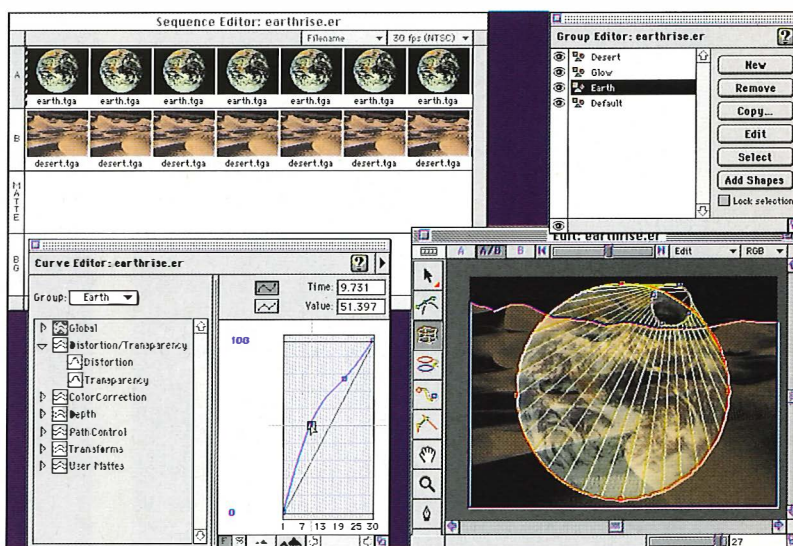 Sequence Editor: earthrise.er
Filename 30 fps (NTSC)
A
earth.tga earth.tga earth.tga earth.tga earth.tga earth.tga earth.tga
B
desert.tga desert.tga desert.tga desert.tga desert.tga desert.tga desert.tga
MATTE
BG
Group Editor: earthrise.er
?
Desert
Glow
Earth
Default
New
Remove
Copy...
Edit
Select
Add Shapes
Lock selection
Curve Editor: earthrise.er
?
Group: Earth
Time: 9.731
Value: 51.397
Global
Distortion/Transparency
Distortion
Transparency
ColorCorrection
Depth
Path Control
Transforms
User Mattes
100
0
1 7 13 19 25 30
Edit: earthrise.er
A A/B B Edit RGB
27